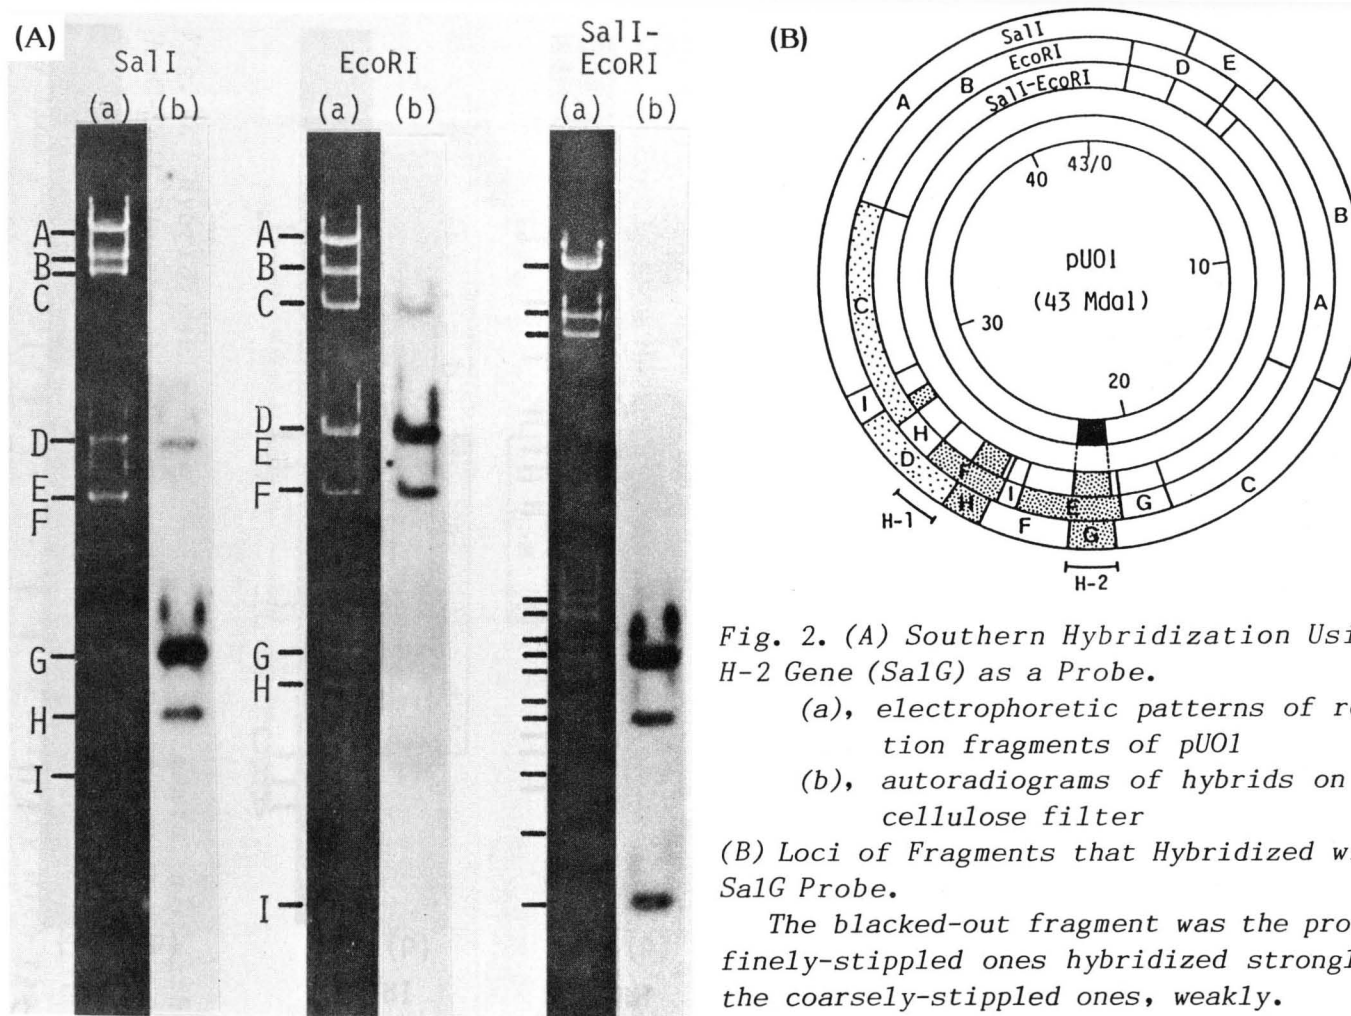 (A)
SalI
EcoRI
SalI-
EcoRI
(a) (b)
(a) (b)
(a) (b)
A
B
C
D
E
F
G
H
I
A
B
C
D
E
F
G
H
I
(B)
SalI
EcoRI
SalI-EcoRI
A
B
D
E
B
A
C
G
E
G
I
F
F
H
H
D
I
C
H-1
H-2
43/0
10
20
30
40
pUO1
(43 Mdal)
Fig. 2. (A) Southern Hybridization
H-2 Gene (SalG) as a Probe.
(a), electrophoretic patterns of
tion fragments of pUO1
(b), autoradiograms of hybrids on
cellulose filter
(B) Loci of Fragments that Hybridized
SalG Probe.
The blacked-out fragment was the
finely-stippled ones hybridized
the coarsely-stippled ones, weakly.